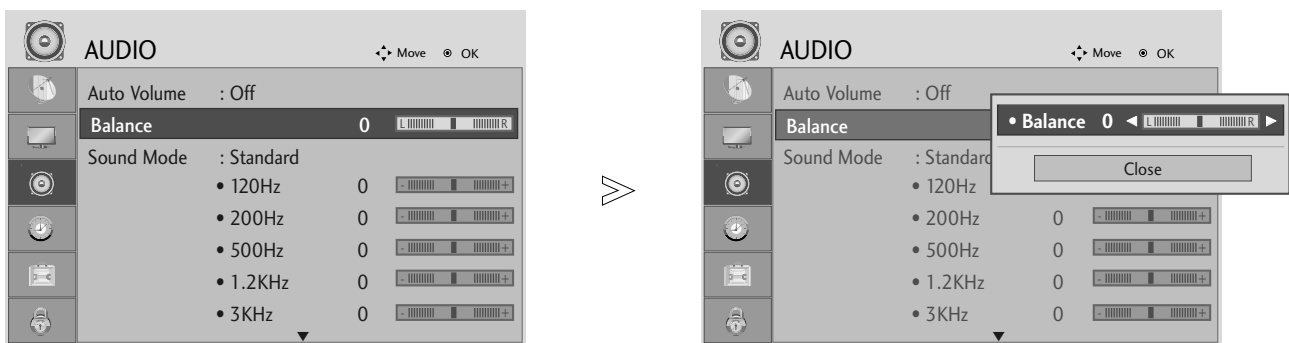 AUDIO Move OK
Auto Volume : Off
Balance 0 L R
Sound Mode : Standard
• 120Hz 0 - +
• 200Hz 0 - +
• 500Hz 0 - +
• 1.2KHz 0 - +
• 3KHz 0 - +
AUDIO Move OK
Auto Volume : Off
Balance
• Balance 0 L R
Close
Sound Mode : Standard
• 120Hz
• 200Hz 0 - +
• 500Hz 0 - +
• 1.2KHz 0 - +
• 3KHz 0 - +